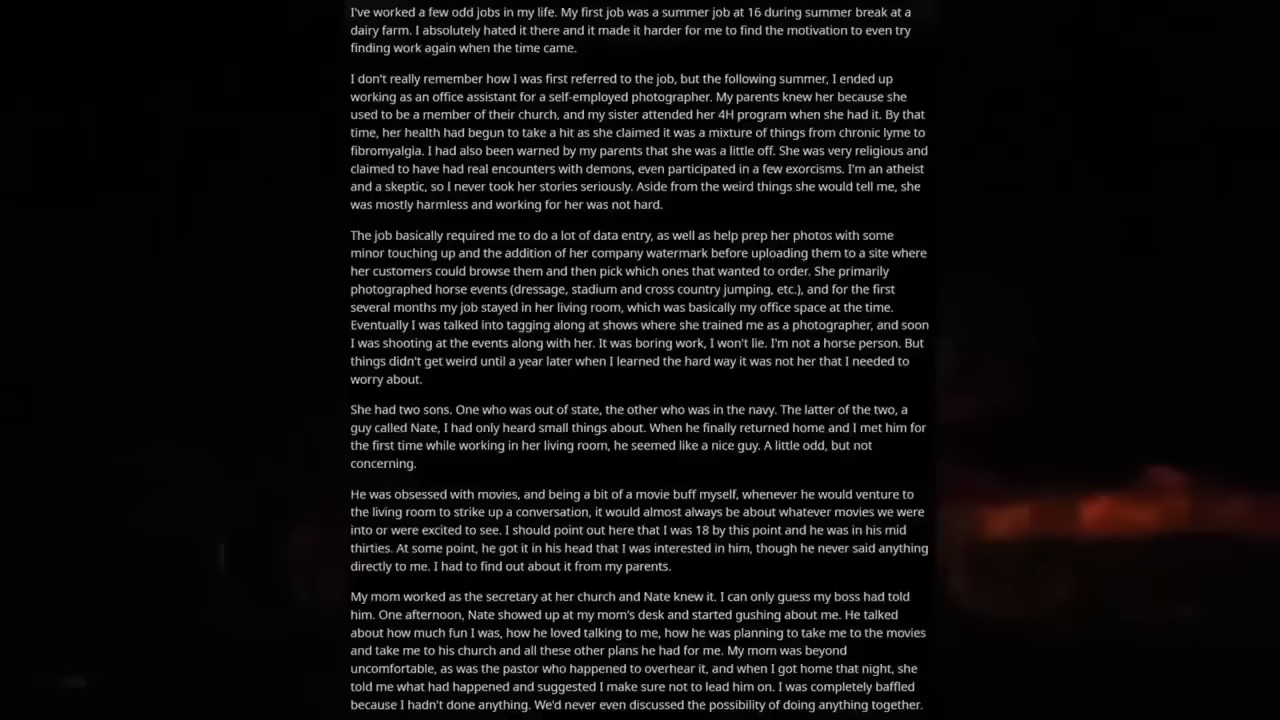 I've worked a few odd jobs in my life. My first job was a summer job at 16 during summer break at a
dairy farm. I absolutely hated it there and it made it harder for me to find the motivation to even try
finding work again when the time came.
I don't really remember how I was first referred to the job, but the following summer, I ended up
working as an office assistant for a self-employed photographer. My parents knew her because she
used to be a member of their church, and my sister attended her 4H program when she had it. By that
time, her health had begun to take a hit as she claimed it was a mixture of things from chronic lyme to
fibromyalgia. I had also been warned by my parents that she was a little off. She was very religious and
claimed to have had real encounters with demons, even participated in a few exorcisms. I'm an atheist
and a skeptic, so I never took her stories seriously. Aside from the weird things she would tell me, she
was mostly harmless and working for her was not hard.
The job basically required me to do a lot of data entry, as well as help prep her photos with some
minor touching up and the addition of her company watermark before uploading them to a site where
her customers could browse them and then pick which ones that wanted to order. She primarily
photographed horse events (dressage, stadium and cross country jumping, etc.), and for the first
several months my job stayed in her living room, which was basically my office space at the time.
Eventually I was talked into tagging along at shows where she trained me as a photographer, and soon
I was shooting at the events along with her. It was boring work, I won't lie. I'm not a horse person. But
things didn't get weird until a year later when I learned the hard way it was not her that I needed to
worry about.
She had two sons. One who was out of state, the other who was in the navy. The latter of the two, a
guy called Nate, I had only heard small things about. When he finally returned home and I met him for
the first time while working in her living room, he seemed like a nice guy. A little odd, but not
concerning.
He was obsessed with movies, and being a bit of a movie buff myself, whenever he would venture to
the living room to strike up a conversation, it would almost always be about whatever movies we were
into or were excited to see. I should point out here that I was 18 by this point and he was in his mid
thirties. At some point, he got it in his head that I was interested in him, though he never said anything
directly to me. I had to find out about it from my parents.
My mom worked as the secretary at her church and Nate knew it. I can only guess my boss had told
him. One afternoon, Nate showed up at my mom's desk and started gushing about me. He talked
about how much fun I was, how he loved talking to me, how he was planning to take me to the movies
and take me to his church and all these other plans he had for me. My mom was beyond
uncomfortable, as was the pastor who happened to overhear it, and when I got home that night, she
told me what had happened and suggested I make sure not to lead him on. I was completely baffled
because I hadn't done anything. We'd never even discussed the possibility of doing anything together.